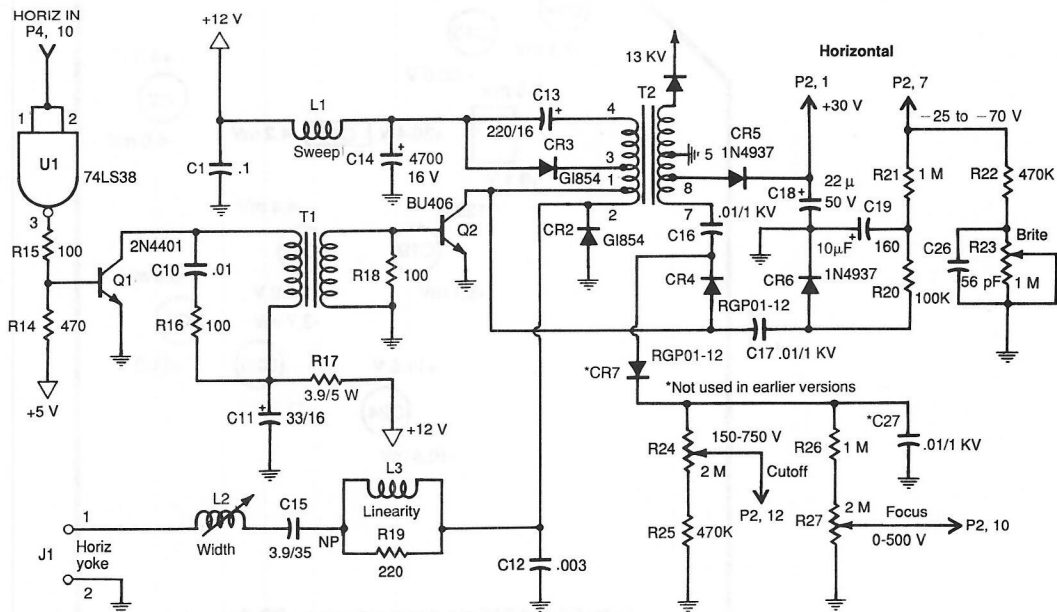 HORIZ IN
P4, 10
1
2
U1
74LS38
3
R15
100
R14
470
+5 V
2N4401
Q1
+12 V
C1
.1
L1
Sweep
C14
4700
16 V
C13
220/16
CR3
GI854
BU406
Q2
C10
.01
R16
100
T1
R18
100
R17
3.9/5 W
+12 V
C11
33/16
13 KV
T2
4
3
1
2
5
8
7
CR2
GI854
CR5
1N4937
.01/1 KV
C16
CR4
RGP01-12
C17 .01/1 KV
CR6
1N4937
Horizontal
P2, 1
+30 V
P2, 7
−25 to −70 V
C18
22 μ
50 V
C19
10μF
160
R21
1 M
R20
100K
R22
470K
C26
56 pF
R23
Brite
1 M
RGP01-12
*CR7
*Not used in earlier versions
R24
2 M
150-750 V
Cutoff
P2, 12
R25
470K
R26
1 M
*C27
.01/1 KV
R27
2 M
Focus
0-500 V
P2, 10
J1
1
Horiz
yoke
2
L2
Width
C15
3.9/35
NP
L3
Linearity
R19
220
C12
.003